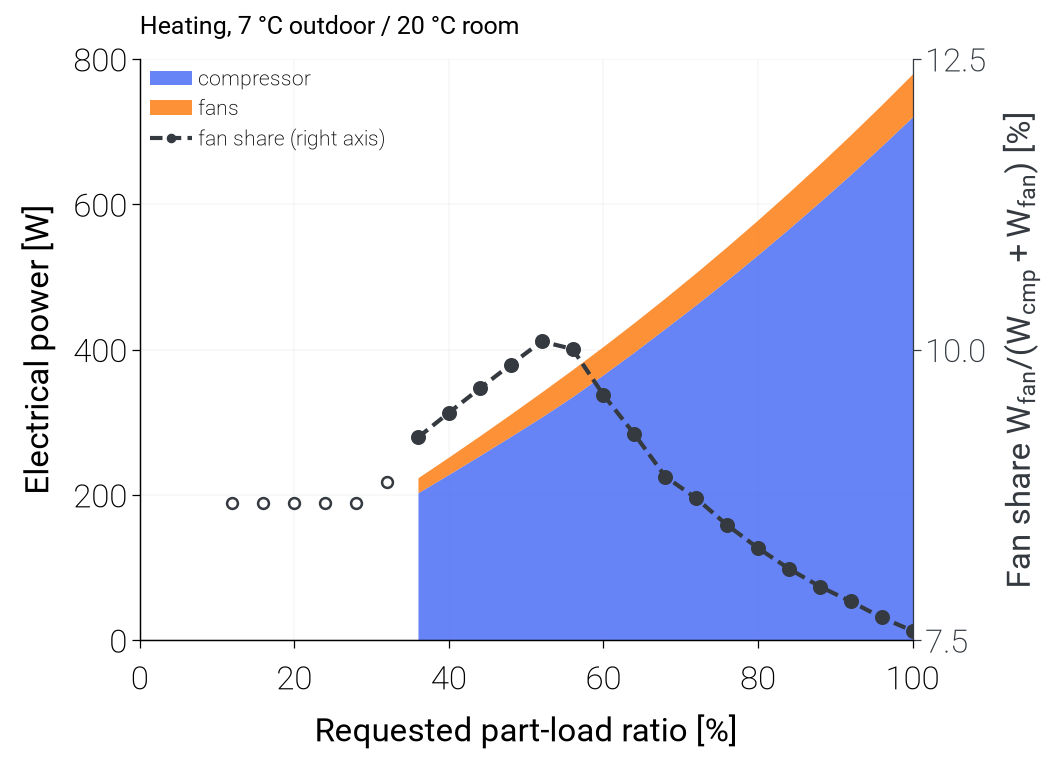 Heating, 7 °C outdoor / 20 °C room
compressor
fans
fan share (right axis)
800
600
400
200
0
Electrical power [W]
12.5
10.0
7.5
Fan share Wfan/(Wcmp + Wfan) [%]
0 20 40 60 80 100
Requested part-load ratio [%]